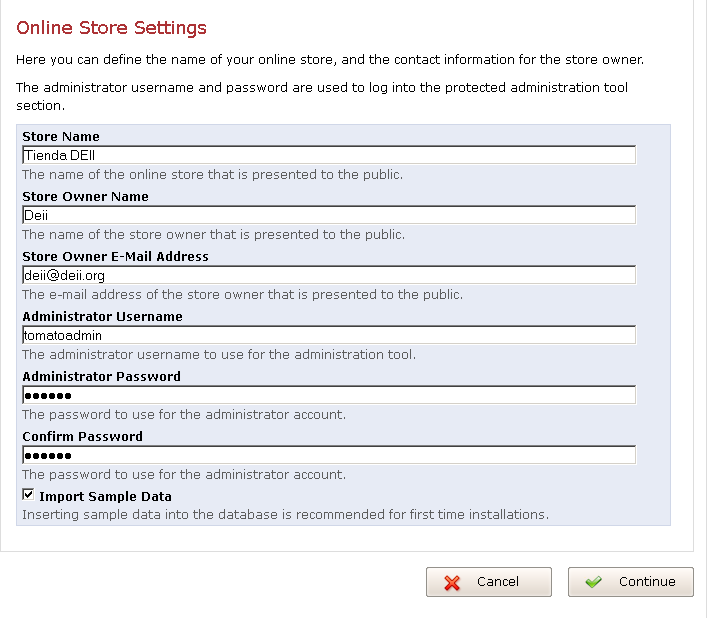 Online Store Settings
Here you can define the name of your online store, and the contact information for the store owner.
The administrator username and password are used to log into the protected administration tool
section.
Store Name
Tienda DEII
The name of the online store that is presented to the public.
Store Owner Name
Deii
The name of the store owner that is presented to the public.
Store Owner E-Mail Address
deii@deii.org
The e-mail address of the store owner that is presented to the public.
Administrator Username
tomatoadmin
The administrator username to use for the administration tool.
Administrator Password
●●●●●●
The password to use for the administrator account.
Confirm Password
●●●●●●
The password to use for the administrator account.
Import Sample Data
Inserting sample data into the database is recommended for first time installations.
Cancel Continue